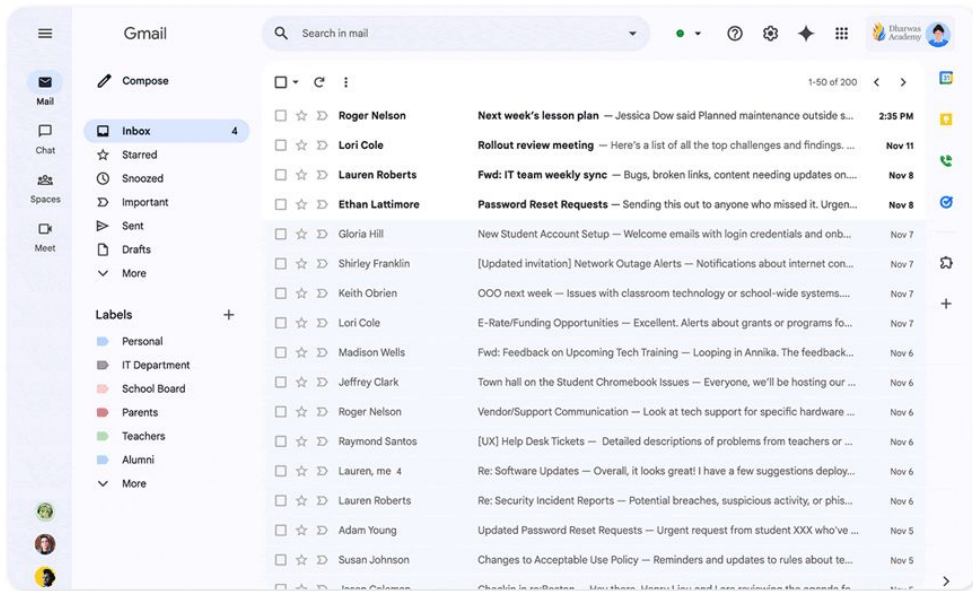 Gmail
Search in mail
Dharwas
Academy
Mail
Chat
Spaces
Meet
Compose
Inbox 4
Starred
Snoozed
Important
Sent
Drafts
More
Labels
Personal
IT Department
School Board
Parents
Teachers
Alumni
More
1-50 of 200
Roger Nelson Next week's lesson plan — Jessica Dow said Planned maintenance outside s... 2:35 PM
Lori Cole Rollout review meeting — Here's a list of all the top challenges and findings. ... Nov 11
Lauren Roberts Fwd: IT team weekly sync — Bugs, broken links, content needing updates on.... Nov 8
Ethan Lattimore Password Reset Requests — Sending this out to anyone who missed it. Urgen... Nov 8
Gloria Hill New Student Account Setup — Welcome emails with login credentials and onb... Nov 7
Shirley Franklin [Updated invitation] Network Outage Alerts — Notifications about internet con... Nov 7
Keith Obrien OOO next week — Issues with classroom technology or school-wide systems.... Nov 7
Lori Cole E-Rate/Funding Opportunities — Excellent. Alerts about grants or programs fo... Nov 7
Madison Wells Fwd: Feedback on Upcoming Tech Training — Looping in Annika. The feedback... Nov 6
Jeffrey Clark Town hall on the Student Chromebook Issues — Everyone, we'll be hosting our ... Nov 6
Roger Nelson Vendor/Support Communication — Look at tech support for specific hardware ... Nov 6
Raymond Santos [UX] Help Desk Tickets — Detailed descriptions of problems from teachers or ... Nov 6
Lauren, me 4 Re: Software Updates — Overall, it looks great! I have a few suggestions deploy... Nov 6
Lauren Roberts Re: Security Incident Reports — Potential breaches, suspicious activity, or phis... Nov 6
Adam Young Updated Password Reset Requests — Urgent request from student XXX who've ... Nov 5
Susan Johnson Changes to Acceptable Use Policy — Reminders and updates to rules about te... Nov 5